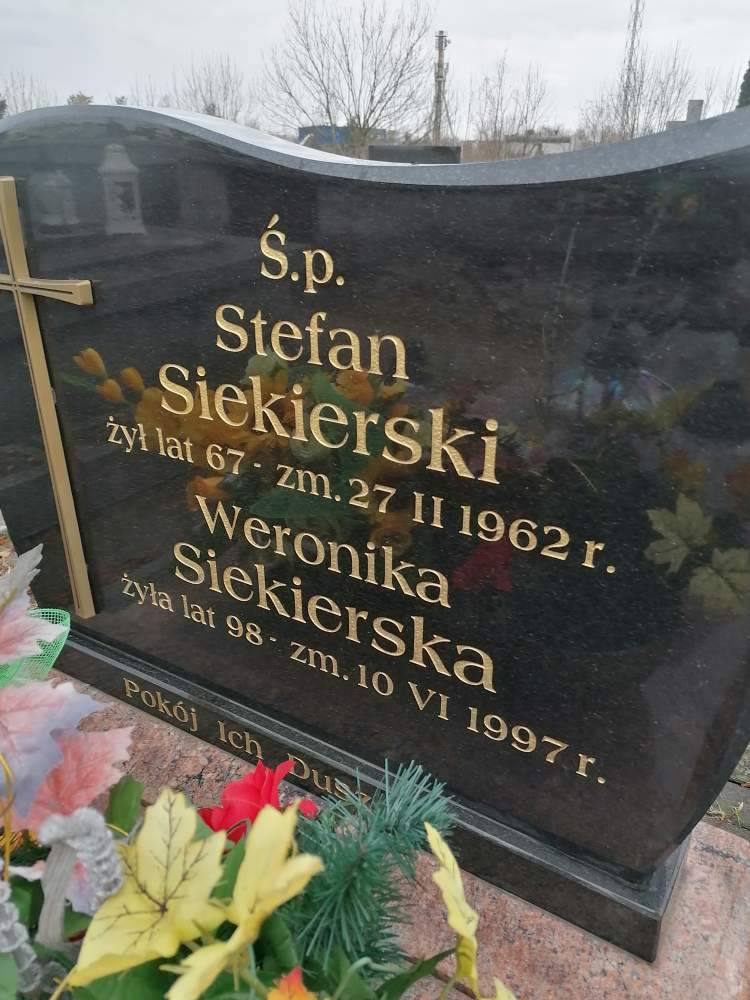 Ś.p.
Stefan
Siekierski
żył lat 67 - zm. 27 II 1962 r.
Weronika
Siekierska
żyła lat 98 - zm. 10 VI 1997 r.
Pokój Ich